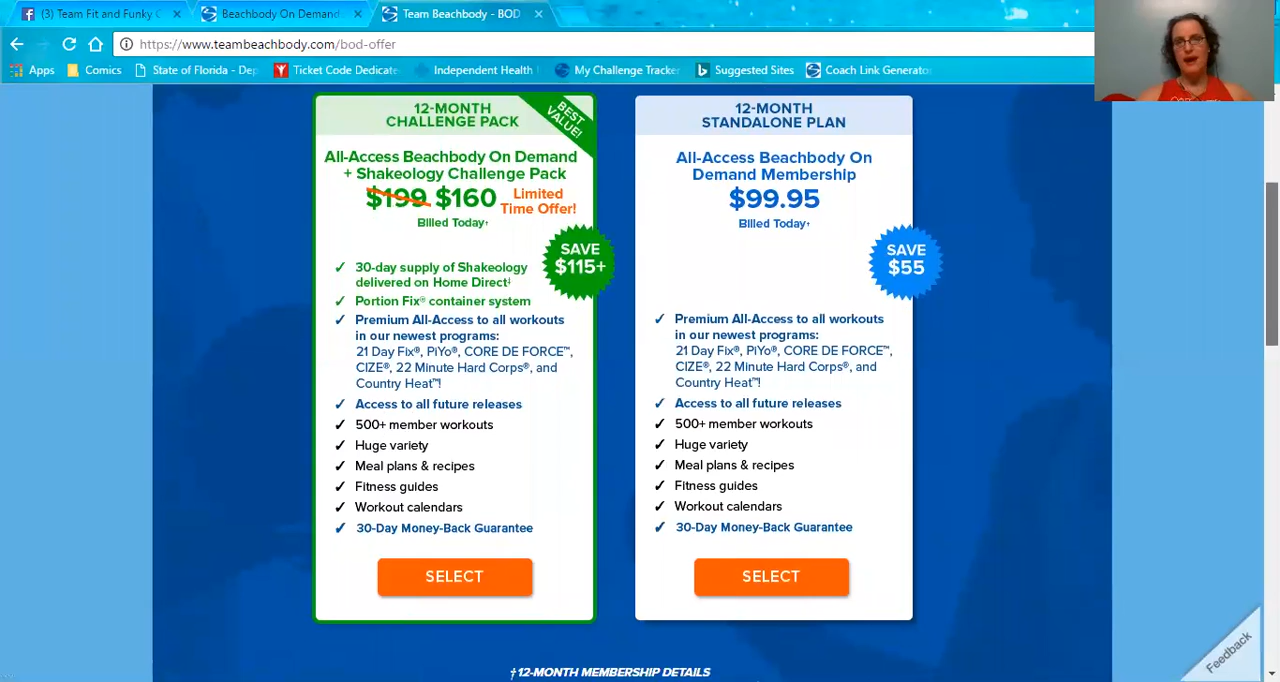 (3) Team Fit and Funky C
Beachbody On Demand
Team Beachbody - BOD
https://www.teambeachbody.com/bod-offer
Apps
Comics
State of Florida - Dep
Ticket Code Dedicate
Independent Health
My Challenge Tracker
Suggested Sites
Coach Link Generato
12-MONTH
CHALLENGE PACK
BEST
VALUE!
All-Access Beachbody On Demand
+ Shakeology Challenge Pack
$199 $160 Limited
Time Offer!
Billed Today†
SAVE
$115+
✓ 30-day supply of Shakeology
delivered on Home Direct‡
✓ Portion Fix® container system
✓ Premium All-Access to all workouts
in our newest programs:
21 Day Fix®, PiYo®, CORE DE FORCE™,
CIZE®, 22 Minute Hard Corps®, and
Country Heat™!
✓ Access to all future releases
✓ 500+ member workouts
✓ Huge variety
✓ Meal plans & recipes
✓ Fitness guides
✓ Workout calendars
✓ 30-Day Money-Back Guarantee
SELECT
12-MONTH
STANDALONE PLAN
All-Access Beachbody On
Demand Membership
$99.95
Billed Today†
SAVE
$55
✓ Premium All-Access to all workouts
in our newest programs:
21 Day Fix®, PiYo®, CORE DE FORCE™,
CIZE®, 22 Minute Hard Corps®, and
Country Heat™!
✓ Access to all future releases
✓ 500+ member workouts
✓ Huge variety
✓ Meal plans & recipes
✓ Fitness guides
✓ Workout calendars
✓ 30-Day Money-Back Guarantee
SELECT
†12-MONTH MEMBERSHIP DETAILS
Feedback